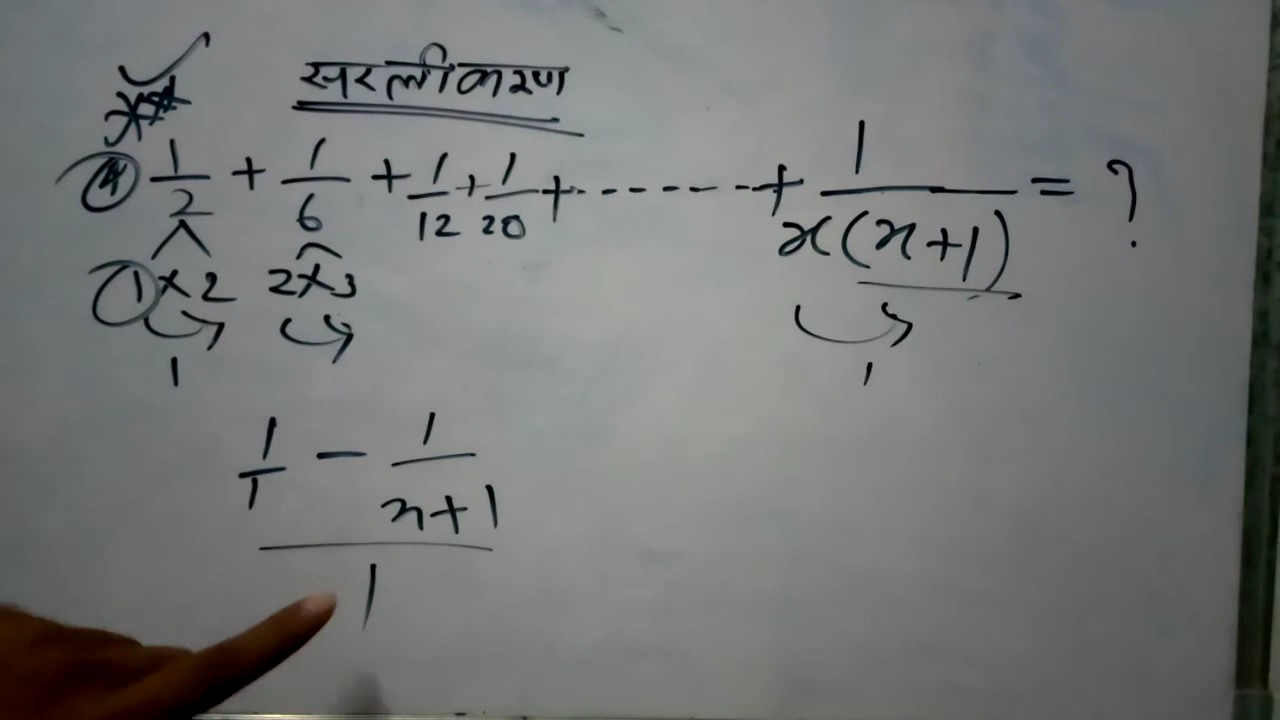 सरलीकरण
④ 1/2 + 1/6 + 1/12 + 1/20 + ------ + 1/x(x+1) = ?
1×2 2×3
1 1
1/1 - 1/x+1
1